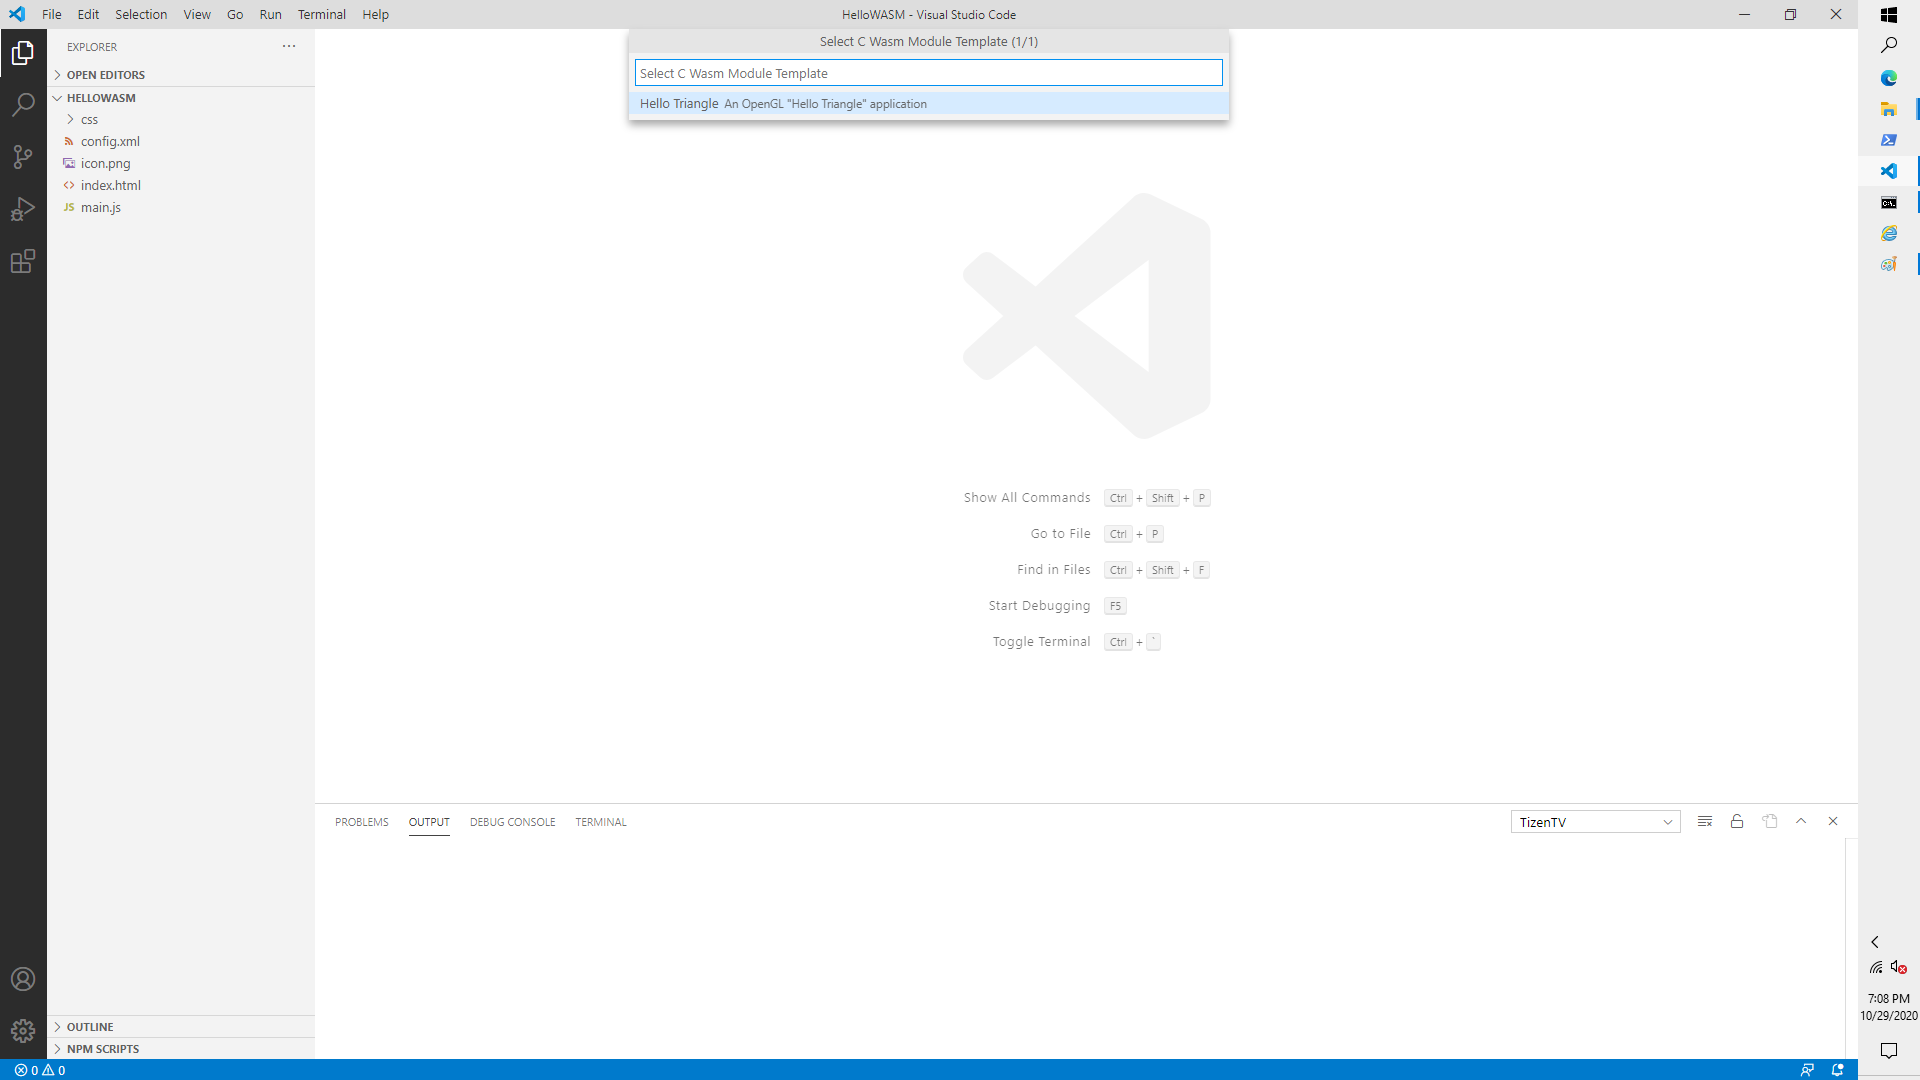 File Edit Selection View Go Run Terminal Help
HelloWASM - Visual Studio Code
EXPLORER
OPEN EDITORS
HELLOWASM
css
config.xml
icon.png
index.html
JS main.js
Select C Wasm Module Template (1/1)
Select C Wasm Module Template
Hello Triangle An OpenGL "Hello Triangle" application
Show All Commands Ctrl + Shift + P
Go to File Ctrl + P
Find in Files Ctrl + Shift + F
Start Debugging F5
Toggle Terminal Ctrl + `
PROBLEMS OUTPUT DEBUG CONSOLE TERMINAL
TizenTV
OUTLINE
NPM SCRIPTS
0 0
7:08 PM
10/29/2020